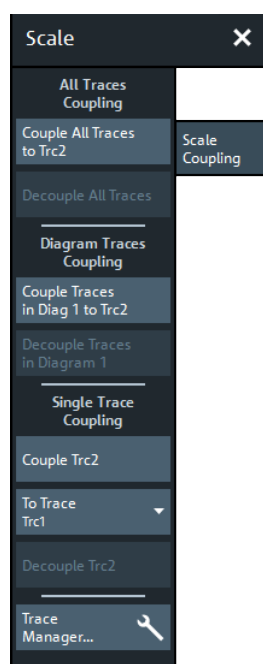 Scale
All Traces
Coupling
Couple All Traces
to Trc2
Scale
Coupling
Decouple All Traces
Diagram Traces
Coupling
Couple Traces
in Diag 1 to Trc2
Decouple Traces
in Diagram 1
Single Trace
Coupling
Couple Trc2
To Trace
Trc1
Decouple Trc2
Trace
Manager...